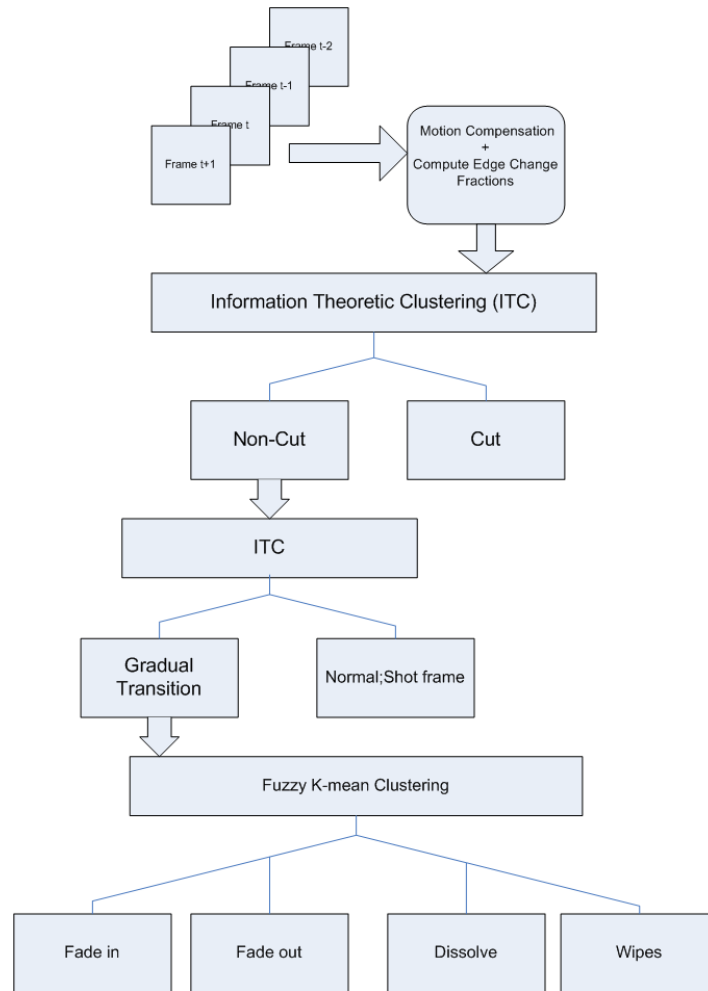 Frame t-2
Frame t-1
Frame t
Frame t+1
Motion Compensation
+
Compute Edge Change
Fractions
Information Theoretic Clustering (ITC)
Non-Cut
Cut
ITC
Gradual
Transition
Normal;Shot frame
Fuzzy K-mean Clustering
Fade in
Fade out
Dissolve
Wipes